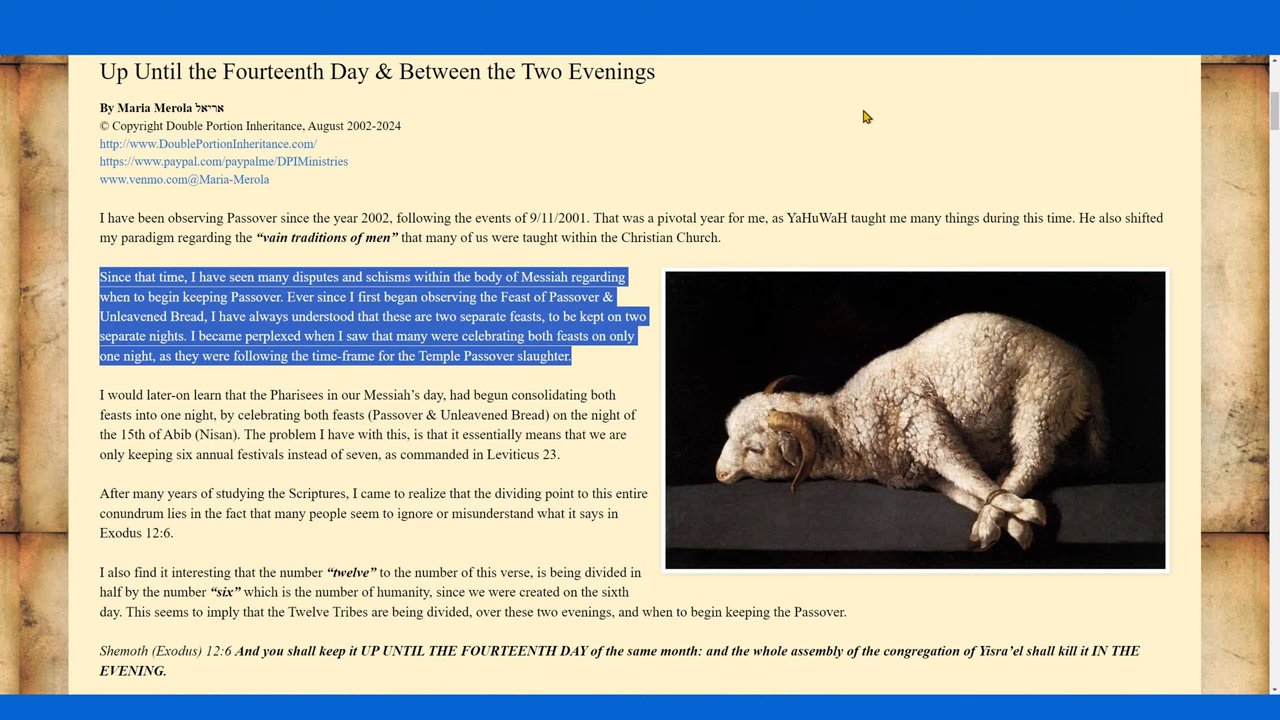 Up Until the Fourteenth Day & Between the Two Evenings
By Maria Merola אריאל
© Copyright Double Portion Inheritance, August 2002-2024
http://www.DoublePortionInheritance.com/
https://www.paypal.com/paypalme/DPIMinistries
www.venmo.com@Maria-Merola
I have been observing Passover since the year 2002, following the events of 9/11/2001. That was a pivotal year for me, as YaHuWaH taught me many things during this time. He also shifted
my paradigm regarding the “vain traditions of men” that many of us were taught within the Christian Church.
Since that time, I have seen many disputes and schisms within the body of Messiah regarding
when to begin keeping Passover. Ever since I first began observing the Feast of Passover &
Unleavened Bread, I have always understood that these are two separate feasts, to be kept on two
separate nights. I became perplexed when I saw that many were celebrating both feasts on only
one night, as they were following the time-frame for the Temple Passover slaughter.
I would later-on learn that the Pharisees in our Messiah’s day, had begun consolidating both
feasts into one night, by celebrating both feasts (Passover & Unleavened Bread) on the night of
the 15th of Abib (Nisan). The problem I have with this, is that it essentially means that we are
only keeping six annual festivals instead of seven, as commanded in Leviticus 23.
After many years of studying the Scriptures, I came to realize that the dividing point to this entire
conundrum lies in the fact that many people seem to ignore or misunderstand what it says in
Exodus 12:6.
I also find it interesting that the number “twelve” to the number of this verse, is being divided in
half by the number “six” which is the number of humanity, since we were created on the sixth
day. This seems to imply that the Twelve Tribes are being divided, over these two evenings, and when to begin keeping the Passover.
Shemoth (Exodus) 12:6 And you shall keep it UP UNTIL THE FOURTEENTH DAY of the same month: and the whole assembly of the congregation of Yisra’el shall kill it IN THE
EVENING.